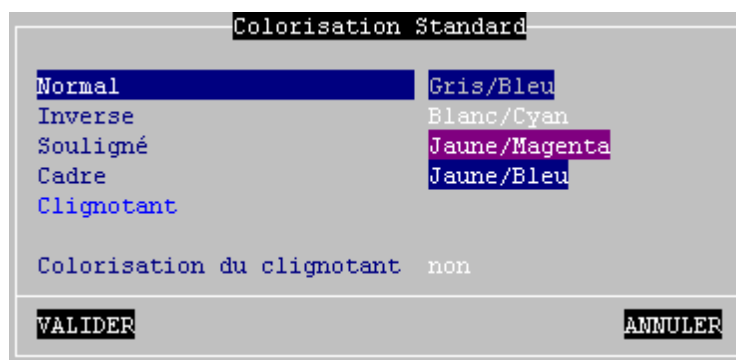 Colorisation Standard
Normal Gris/Bleu
Inverse Blanc/Cyan
Souligné Jaune/Magenta
Cadre Jaune/Bleu
Clignotant
Colorisation du clignotant non
VALIDER ANNULER